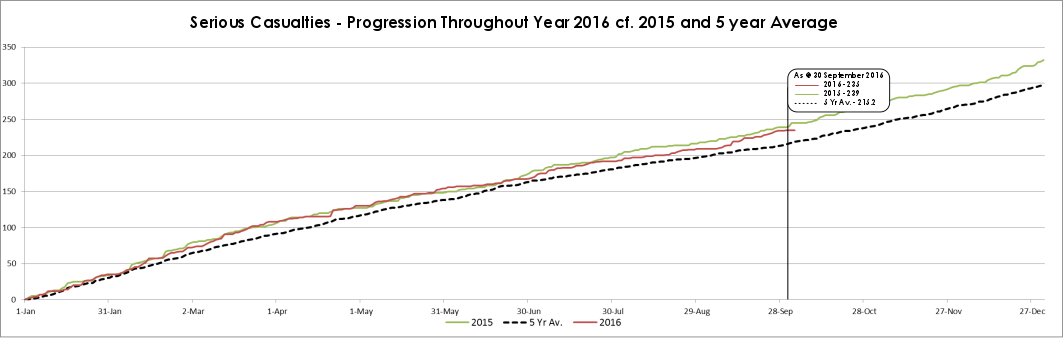 Serious Casualties - Progression Throughout Year 2016 cf. 2015 and 5 year Average
350
300
250
200
150
100
50
0
As @ 30 September 2016
2016 - 235
2015 - 239
5 Yr Av. - 215.2
1-Jan 31-Jan 2-Mar 1-Apr 1-May 31-May 30-Jun 30-Jul 29-Aug 28-Sep 28-Oct 27-Nov 27-Dec
2015 5 Yr Av. 2016